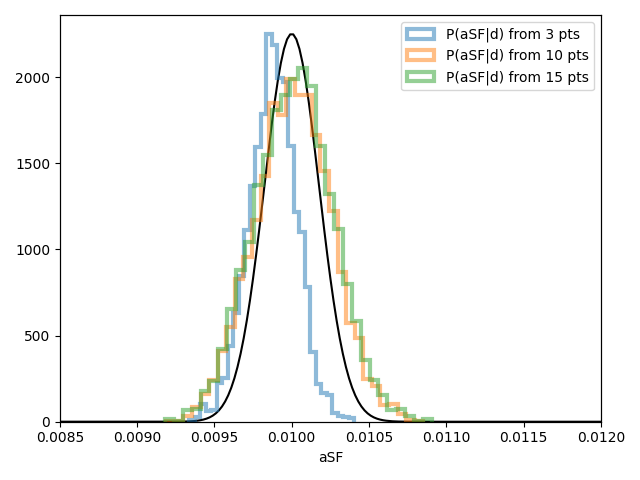 P(aSF|d) from 3 pts
P(aSF|d) from 10 pts
P(aSF|d) from 15 pts
2000
1500
1000
500
0
0.0085 0.0090 0.0095 0.0100 0.0105 0.0110 0.0115 0.0120
aSF